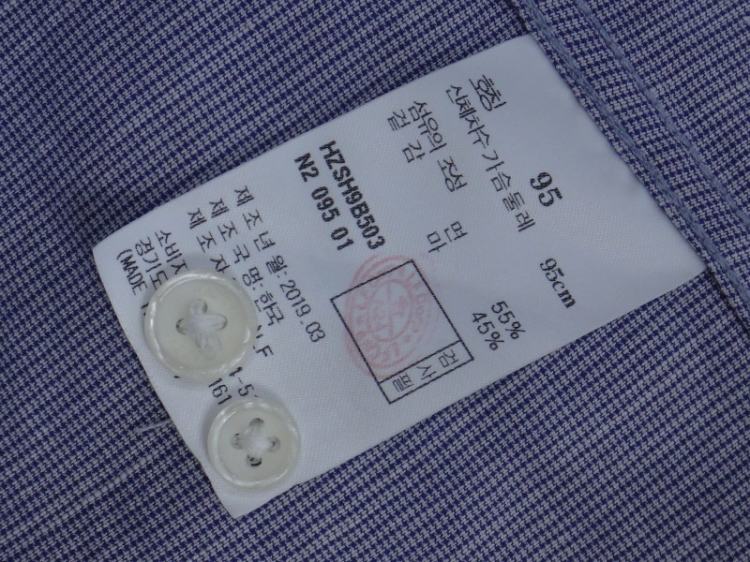 호칭 95
신체치수 가슴둘레 95cm
섬유의 조성 면 55%
겉감 마 45%
HZSH9B503
N2 095 01
검사필
제 조 년 월: 2019.03
제 조 국 명: 한국
제 조 N_F
소비자
경기도
(MADE
161